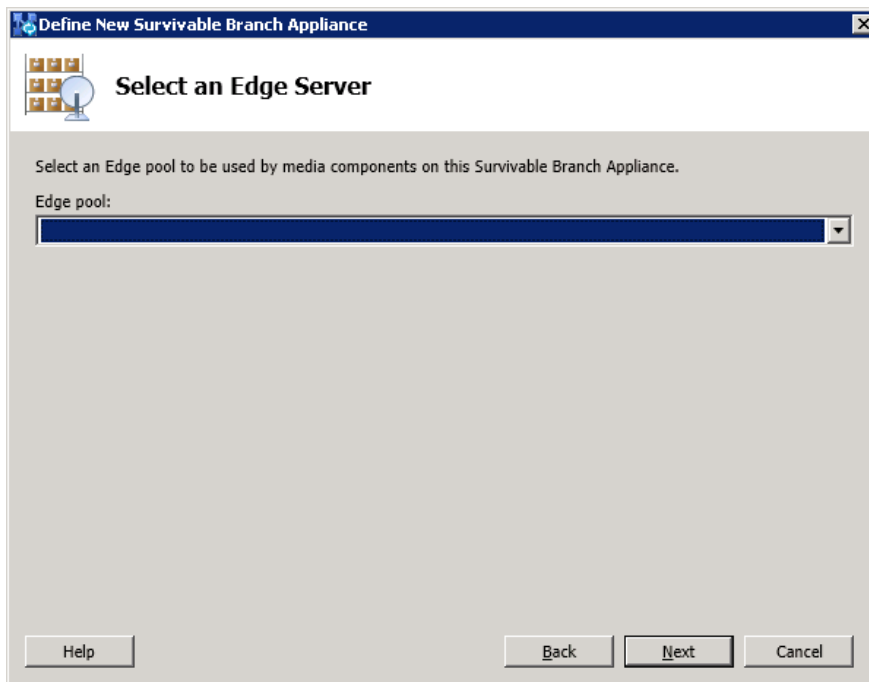 Define New Survivable Branch Appliance
Select an Edge Server
Select an Edge pool to be used by media components on this Survivable Branch Appliance.
Edge pool:
Help
Back
Next
Cancel